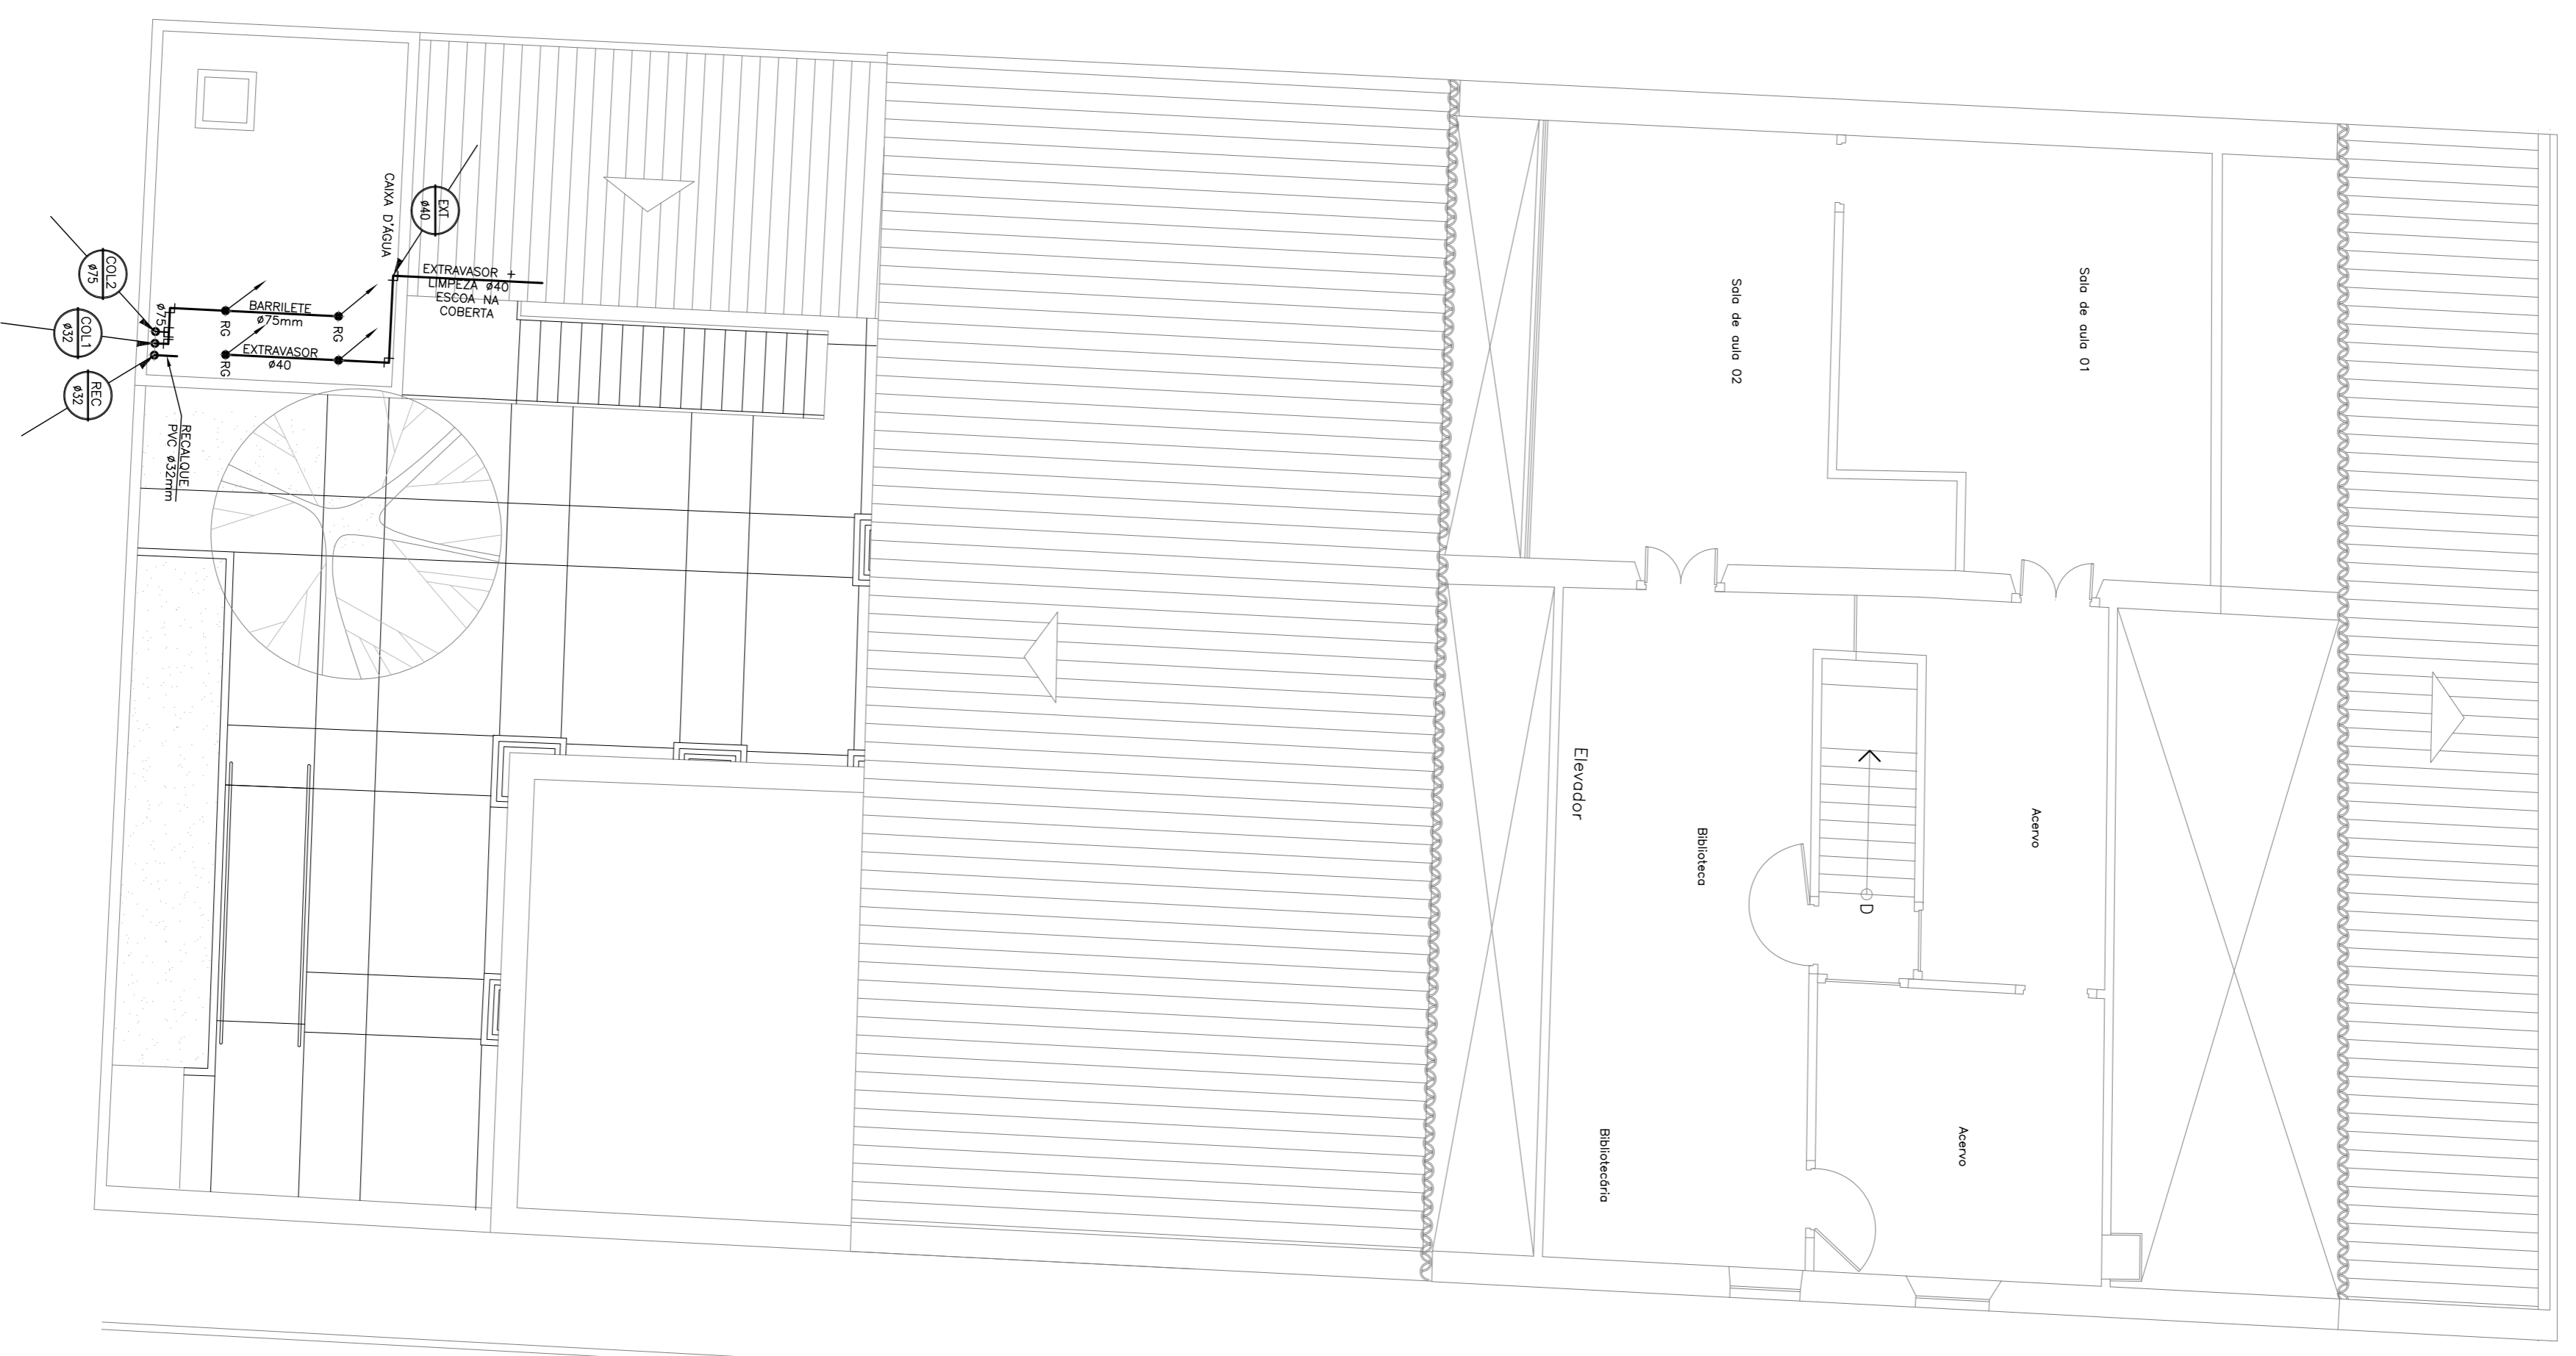 CAIXA D'ÁGUA
EXT
ø40
EXTRAVASOR +
LIMPEZA ø40
ESCOA NA
COBERTA
COL2
ø75
COL1
ø32
REC
ø32
ø75
BARRILETE
ø75mm
RG
RG
EXTRAVASOR
ø40
RG
RECALQUE
PVC ø32mm
Sala de aula 02
Sala de aula 01
Elevador
Biblioteca
D
Acervo
Bibliotecária
Acervo